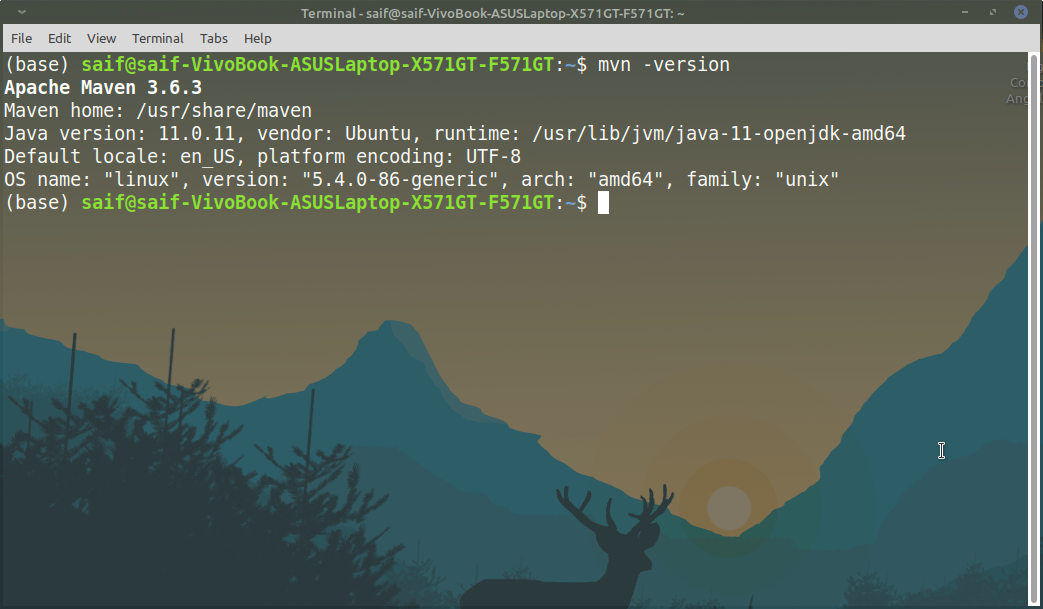 Terminal - saif@saif-VivoBook-ASUSLaptop-X571GT-F571GT: ~
File Edit View Terminal Tabs Help
(base) saif@saif-VivoBook-ASUSLaptop-X571GT-F571GT:~$ mvn -version
Apache Maven 3.6.3
Maven home: /usr/share/maven
Java version: 11.0.11, vendor: Ubuntu, runtime: /usr/lib/jvm/java-11-openjdk-amd64
Default locale: en_US, platform encoding: UTF-8
OS name: "linux", version: "5.4.0-86-generic", arch: "amd64", family: "unix"
(base) saif@saif-VivoBook-ASUSLaptop-X571GT-F571GT:~$